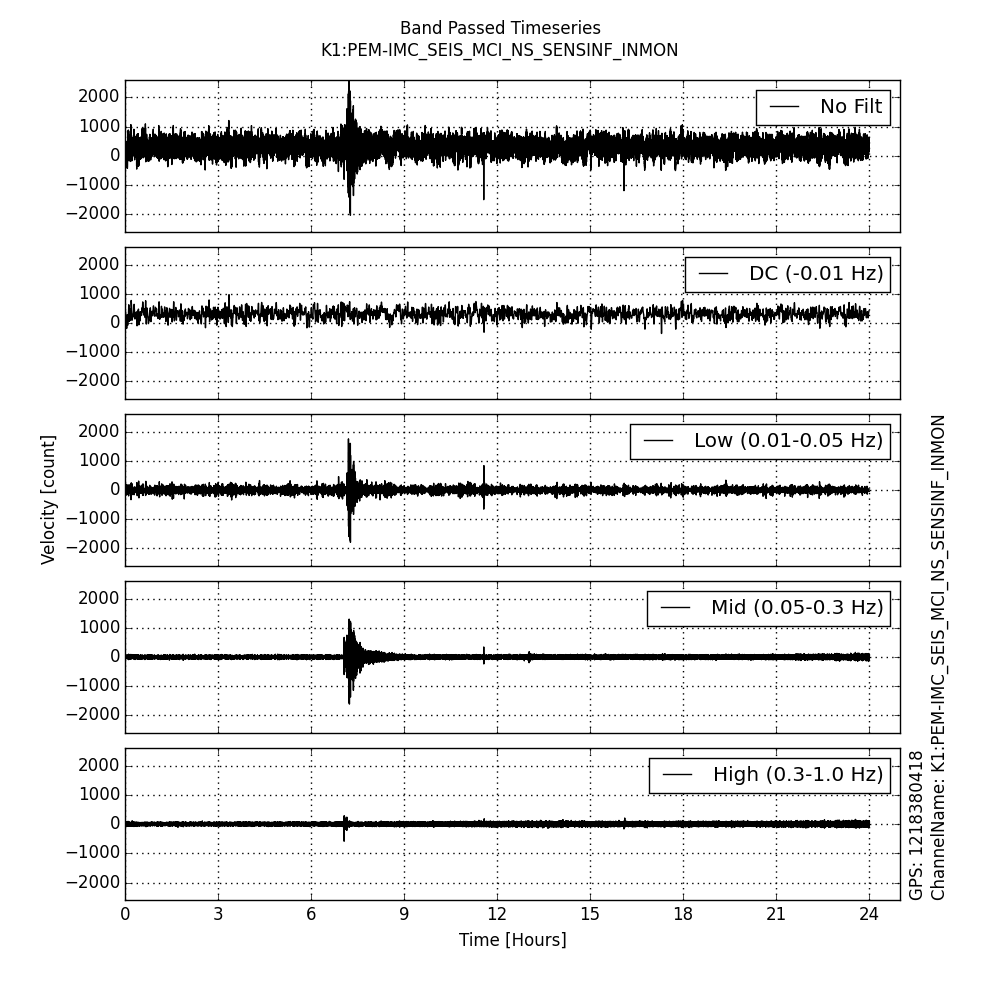 Band Passed Timeseries
K1:PEM-IMC_SEIS_MCI_NS_SENSINF_INMON
2000
1000
0
−1000
−2000
No Filt
2000
1000
0
−1000
−2000
DC (-0.01 Hz)
2000
1000
0
−1000
−2000
Low (0.01-0.05 Hz)
2000
1000
0
−1000
−2000
Mid (0.05-0.3 Hz)
2000
1000
0
−1000
−2000
High (0.3-1.0 Hz)
0 3 6 9 12 15 18 21 24
Time [Hours]
Velocity [count]
GPS: 1218380418
ChannelName: K1:PEM-IMC_SEIS_MCI_NS_SENSINF_INMON